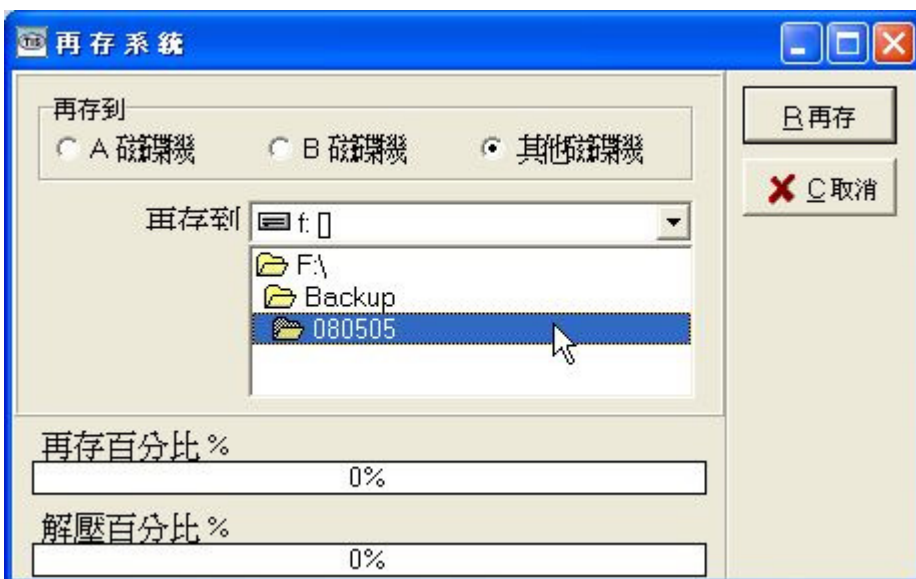 TIS 再存系統
再存到
A 磁碟機 B 磁碟機 其他磁碟機
R再存
C取消
再存到 f: []
F:\
Backup
080505
再存百分比 %
0%
解壓百分比 %
0%